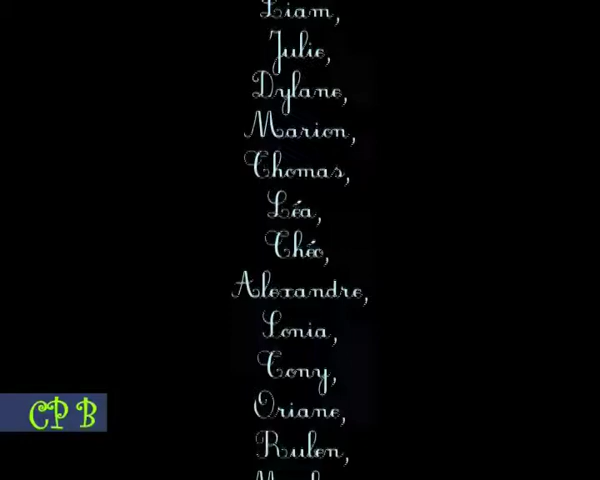 Liam,
Julie,
Dylane,
Marion,
Thomas,
Léa,
Théo,
Alexandre,
Sonia,
Tony,
Oriane,
CP B
Ruben,